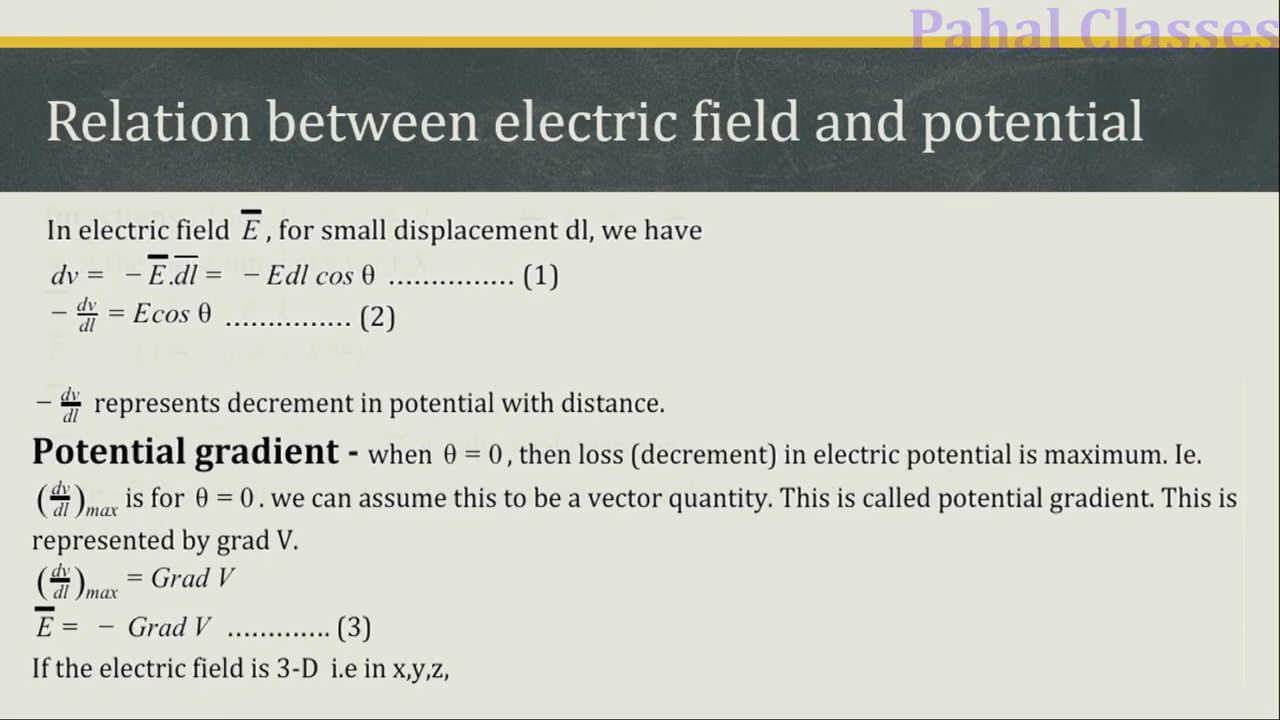 Pahal Classes
Relation between electric field and potential
In electric field E̅ , for small displacement dl, we have
dv = − E̅.d̅l̅ = − Edl cos θ …………… (1)
− dv/dl = Ecos θ …………… (2)
− dv/dl represents decrement in potential with distance.
Potential gradient - when θ = 0 , then loss (decrement) in electric potential is maximum. Ie.
(dv/dl)max is for θ = 0 . we can assume this to be a vector quantity. This is called potential gradient. This is
represented by grad V.
(dv/dl)max = Grad V
E̅ = − Grad V …………. (3)
If the electric field is 3-D i.e in x,y,z,